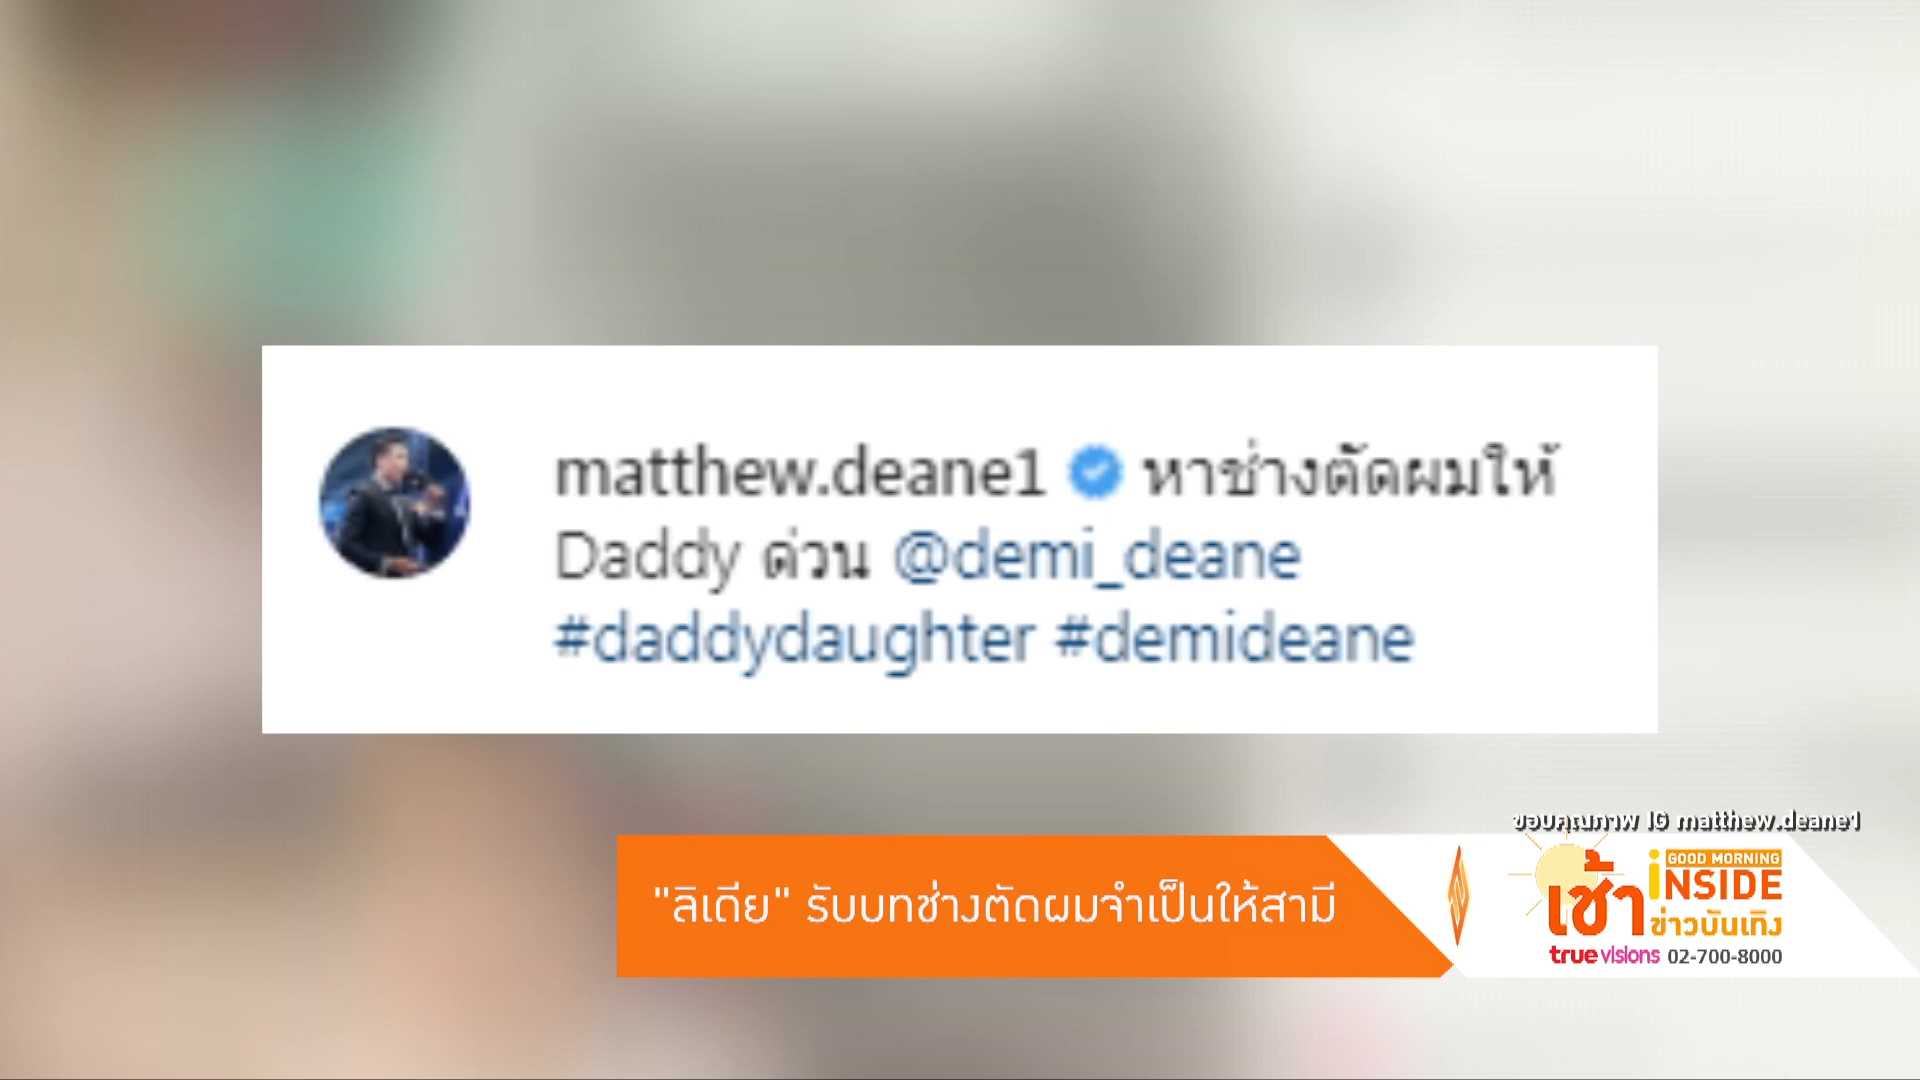 matthew.deane1 หาช่างตัดผมให้
Daddy ด่วน @demi_deane
#daddydaughter #demideane
ขอบคุณภาพ IG matthew.deane1
"ลิเดีย" รับบทช่างตัดผมจำเป็นให้สามี
เช้า
GOOD MORNING
iNSIDE
ข่าวบันเทิง
truevisions 02-700-8000